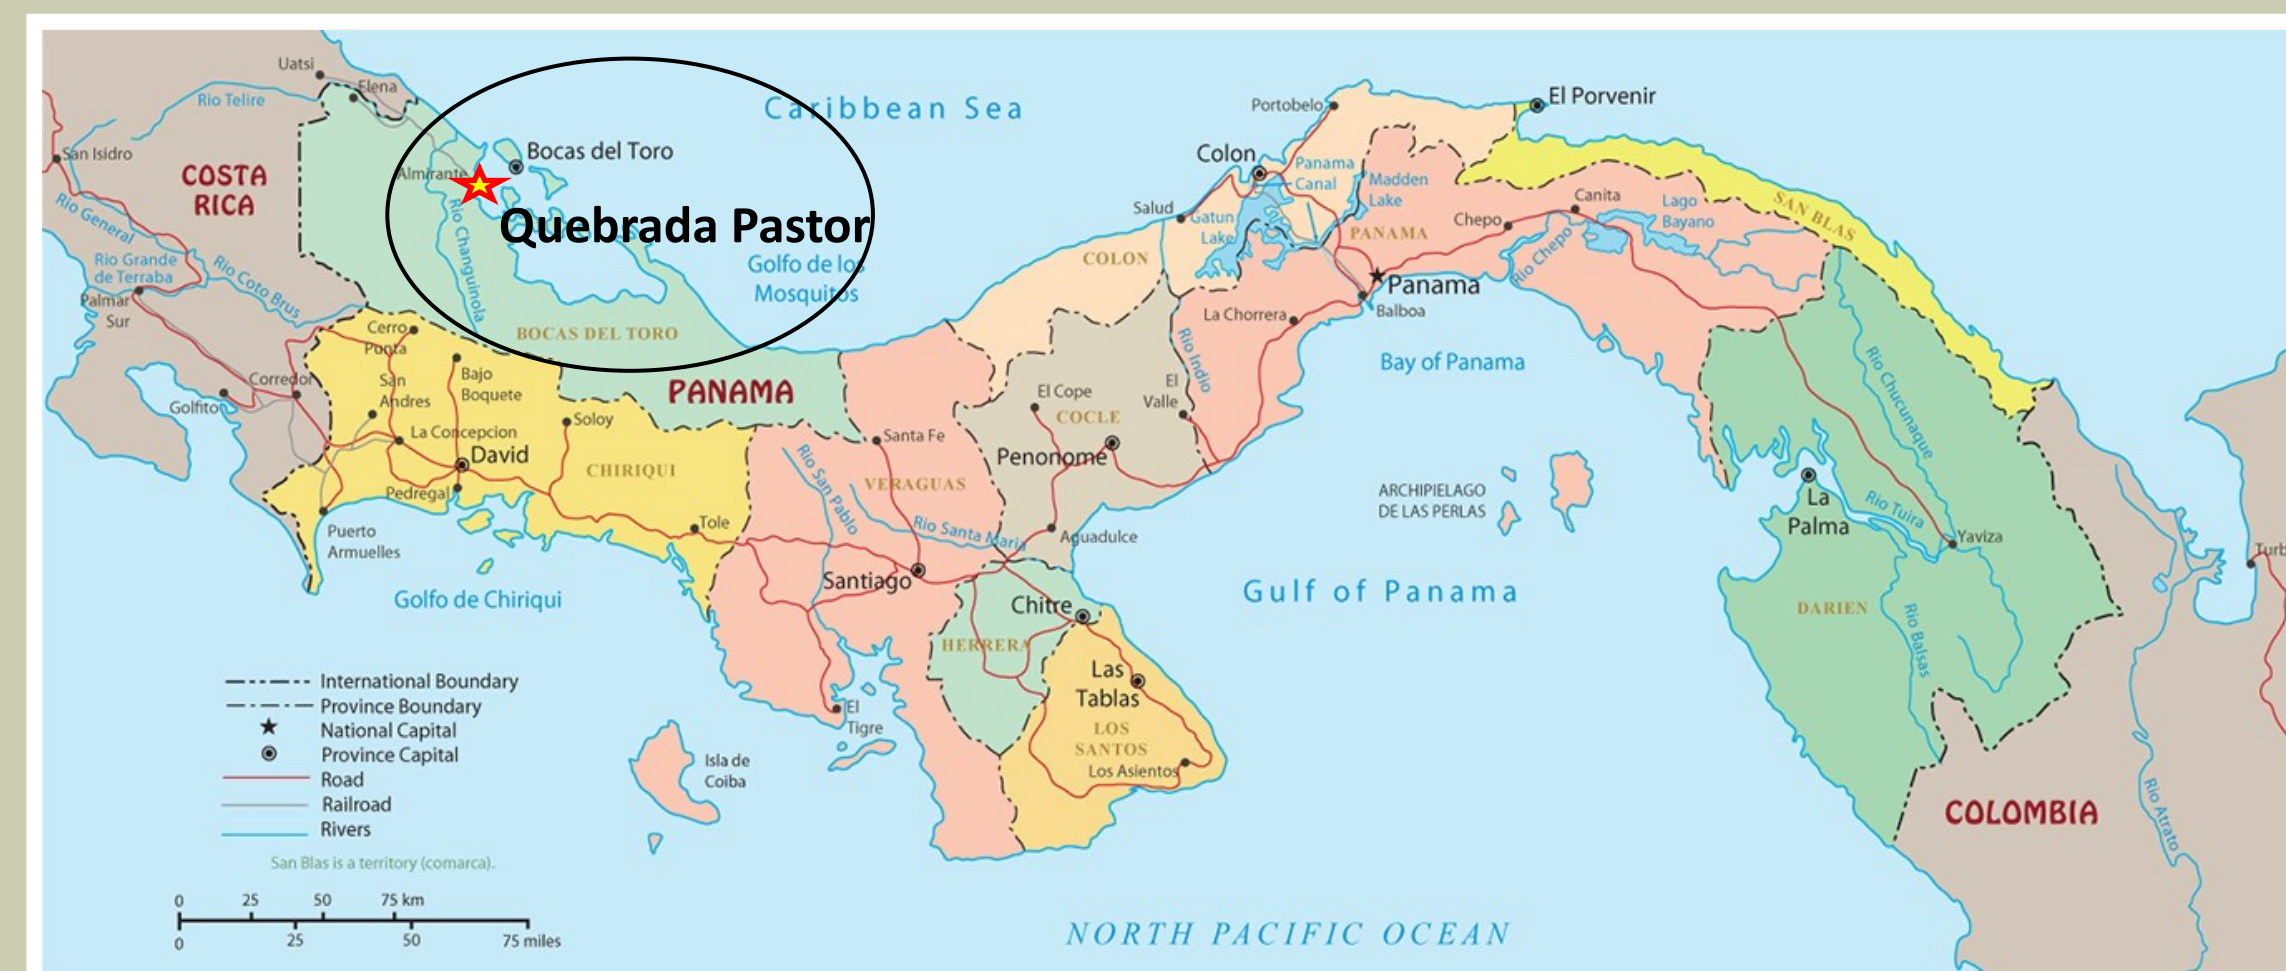 Uatsi
Elena
Rio Telire
Caribbean Sea
Portobelo
El Porvenir
San Isidro
COSTA
RICA
Almirante
Bocas del Toro
Quebrada Pastor
Colon
Panama
Canal
Madden
Lake
Canita
Lago
Bayano
SAN BLAS
Rio General
Rio Changuinola
Salud
Gatun
Lake
PANAMA
Chepo
Rio Chepo
Rio Grande
de Terraba
Rio Coto Brus
Golfo de los
Mosquitos
COLON
Panama
Balboa
Palmar
Sur
Cerro
Punta
BOCAS DEL TORO
La Chorrera
Rio Indio
Bay of Panama
Rio Chucunaque
Corredor
Golfito
San
Andres
Bajo
Boquete
PANAMA
El Cope
COCLE
El
Valle
La Concepcion
Soloy
Santa Fe
David
CHIRIQUI
Penonome
Pedregal
Rio San Pablo
VERAGUAS
ARCHIPIELAGO
DE LAS PERLAS
La
Palma
Rio Tuira
Yaviza
Puerto
Armuelles
Tole
Rio Santa Maria
Aguadulce
Turb
Golfo de Chiriqui
Santiago
Chitre
Gulf of Panama
DARIEN
Rio Balsas
HERRERA
Las
Tablas
LOS
SANTOS
Los Asientos
El
Tigre
Isla de
Coiba
COLOMBIA
Rio Atrato
International Boundary
Province Boundary
National Capital
Province Capital
Road
Railroad
Rivers
San Blas is a territory (comarca).
0 25 50 75 km
0 25 50 75 miles
NORTH PACIFIC OCEAN